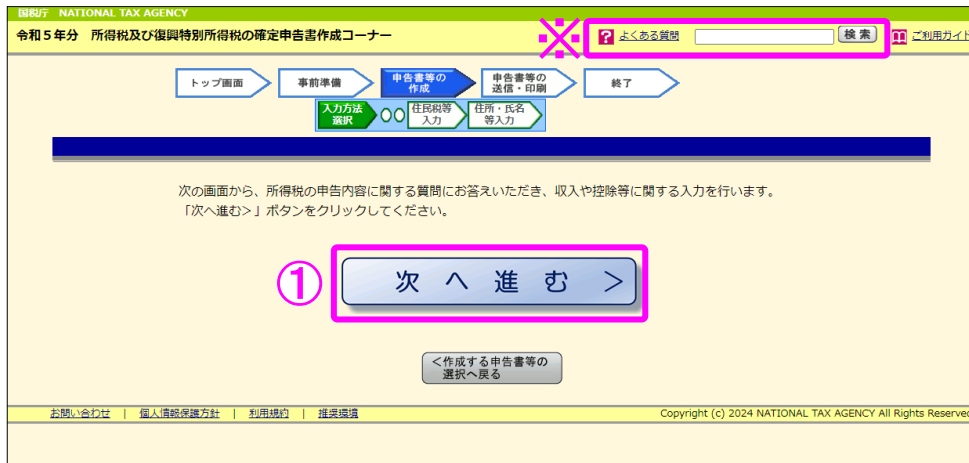 国税庁 NATIONAL TAX AGENCY
令和5年分 所得税及び復興特別所得税の確定申告書作成コーナー
※
? よくある質問 検索 ご利用ガイド
トップ画面 事前準備 申告書等の作成 申告書等の送信・印刷 終了
入力方法選択 住民税等入力 住所・氏名等入力
次の画面から、所得税の申告内容に関する質問にお答えいただき、収入や控除等に関する入力を行います。
「次へ進む>」ボタンをクリックしてください。
① 次へ進む >
<作成する申告書等の
選択へ戻る
お問い合わせ | 個人情報保護方針 | 利用規約 | 推奨環境
Copyright (c) 2024 NATIONAL TAX AGENCY All Rights Reserved